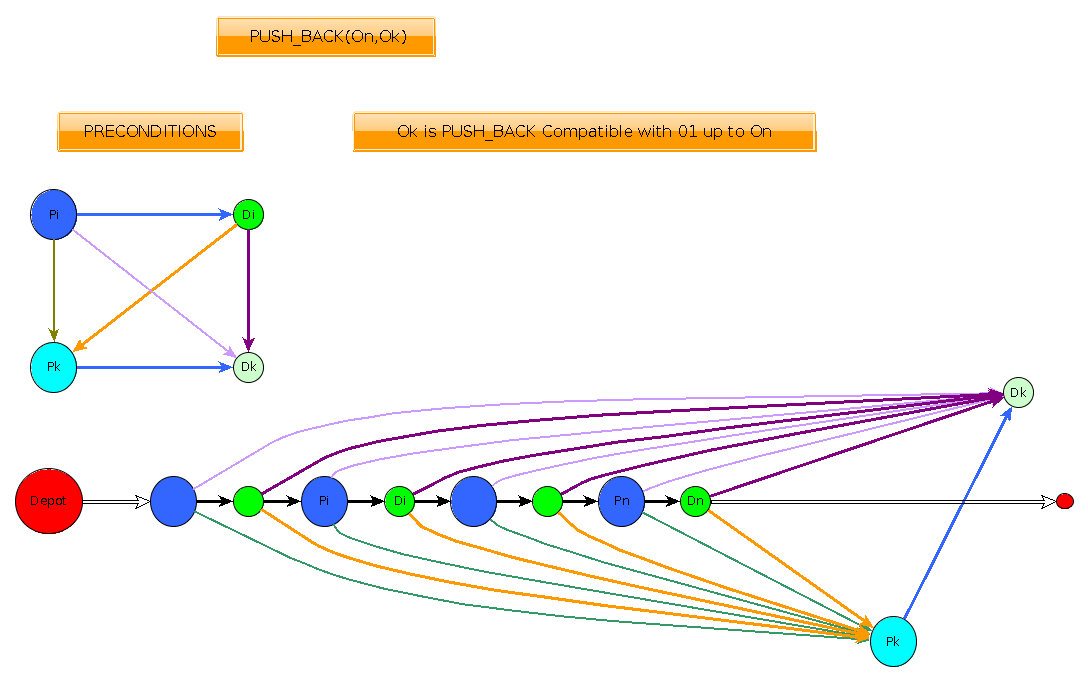 PUSH_BACK(On,Ok)
PRECONDITIONS
Ok is PUSH_BACK Compatible with 01 up to On
Pi
Di
Pk
Dk
Dk
Depot
Pi
Di
Pn
Dn
Pk